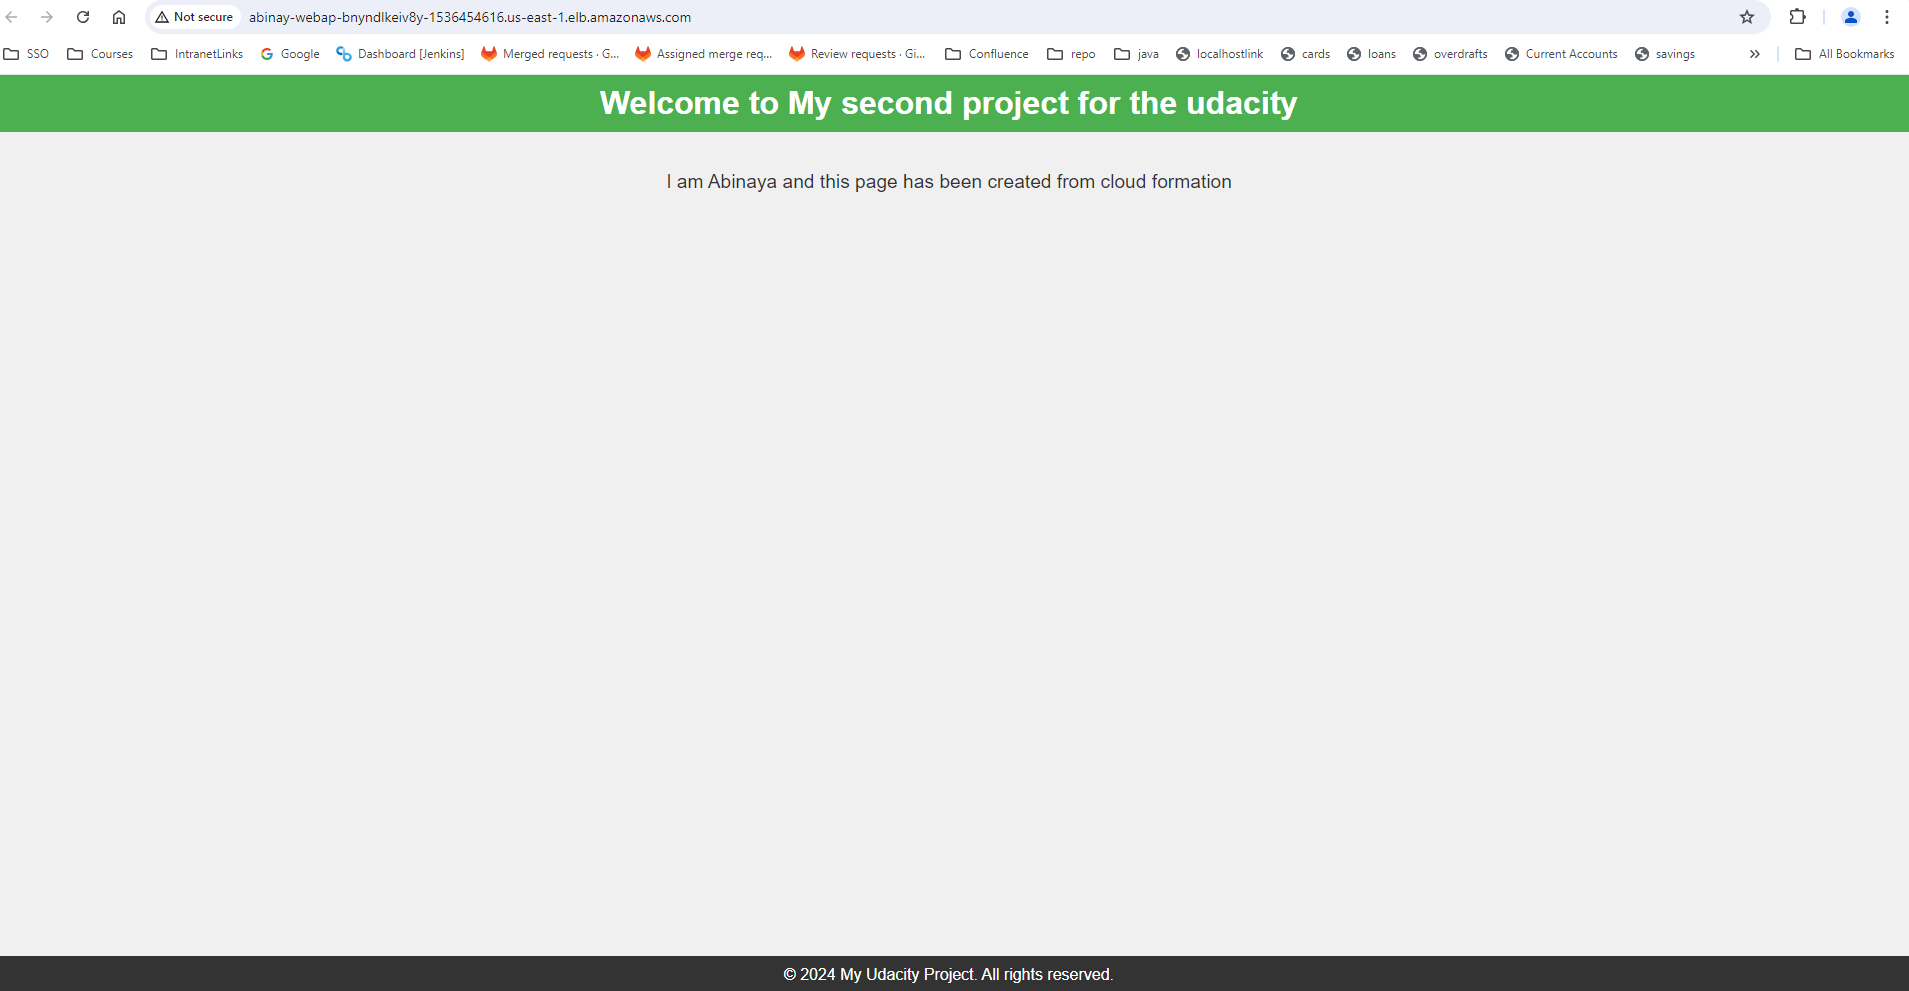 Not secure abinay-webap-bnyndlkeiv8y-1536454616.us-east-1.elb.amazonaws.com
SSO Courses IntranetLinks Google Dashboard [Jenkins] Merged requests · G... Assigned merge req... Review requests · Gi... Confluence repo java localhostlink cards loans overdrafts Current Accounts savings » All Bookmarks
Welcome to My second project for the udacity
I am Abinaya and this page has been created from cloud formation
© 2024 My Udacity Project. All rights reserved.